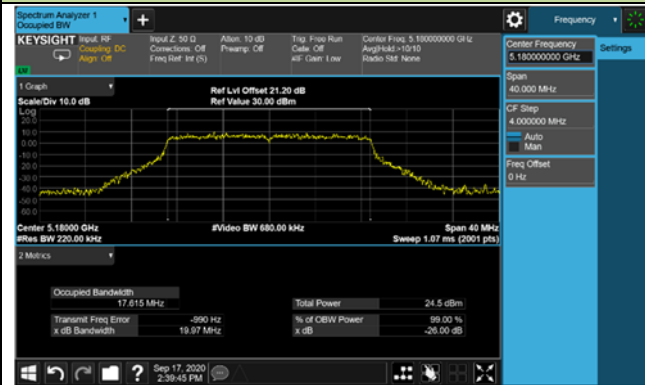 Spectrum Analyzer 1
Occupied BW
Frequency
KEYSIGHT
Input: RF
Coupling: DC
Align: Off
Input Z: 50 Ω
Corrections: Off
Freq Ref: Int (S)
Atten: 10 dB
Preamp: Off
Trig: Free Run
Gate: Off
#IF Gain: Low
Center Freq: 5.180000000 GHz
Avg|Hold:>10/10
Radio Std: None
Center Frequency
5.180000000 GHz
Settings
Span
40.000 MHz
CF Step
4.000000 MHz
Auto
Man
Freq Offset
0 Hz
1 Graph
Scale/Div 10.0 dB
Ref Lvl Offset 21.20 dB
Ref Value 30.00 dBm
Log
20.0
10.0
0.00
-10.0
-20.0
-30.0
-40.0
-50.0
-60.0
Center 5.18000 GHz
#Res BW 220.00 kHz
#Video BW 680.00 kHz
Span 40 MHz
Sweep 1.07 ms (2001 pts)
2 Metrics
Occupied Bandwidth
17.615 MHz
Total Power 24.5 dBm
Transmit Freq Error -990 Hz
% of OBW Power 99.00 %
x dB Bandwidth 19.97 MHz
x dB -26.00 dB
Sep 17, 2020
2:39:45 PM